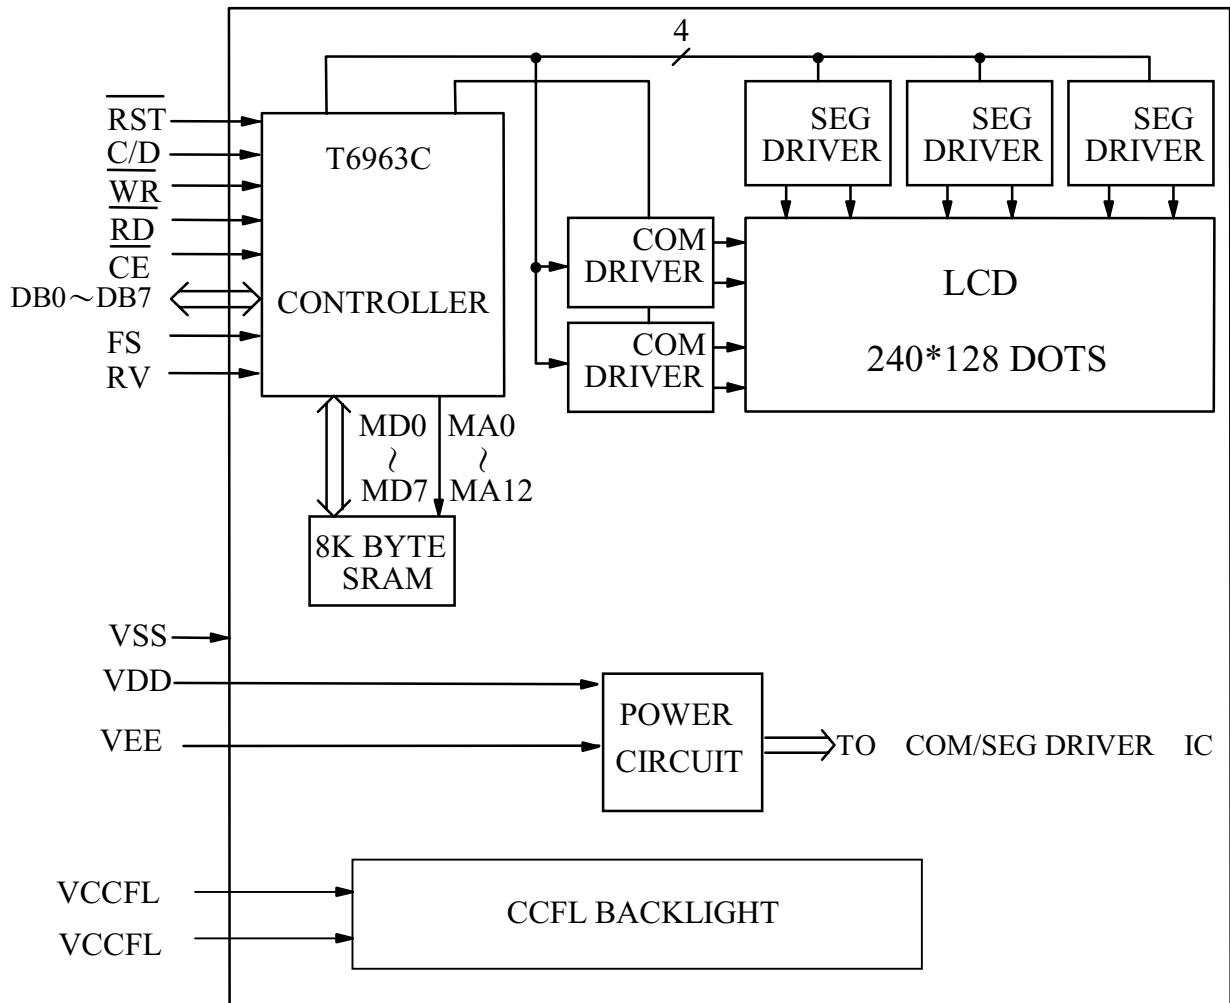 4
RST
C/D
WR
RD
CE
DB0～DB7
FS
RV
T6963C
CONTROLLER
SEG
DRIVER
SEG
DRIVER
SEG
DRIVER
COM
DRIVER
COM
DRIVER
LCD
240*128 DOTS
MD0
～
MD7
MA0
～
MA12
8K BYTE
SRAM
VSS
VDD
VEE
POWER
CIRCUIT
TO COM/SEG DRIVER IC
VCCFL
VCCFL
CCFL BACKLIGHT